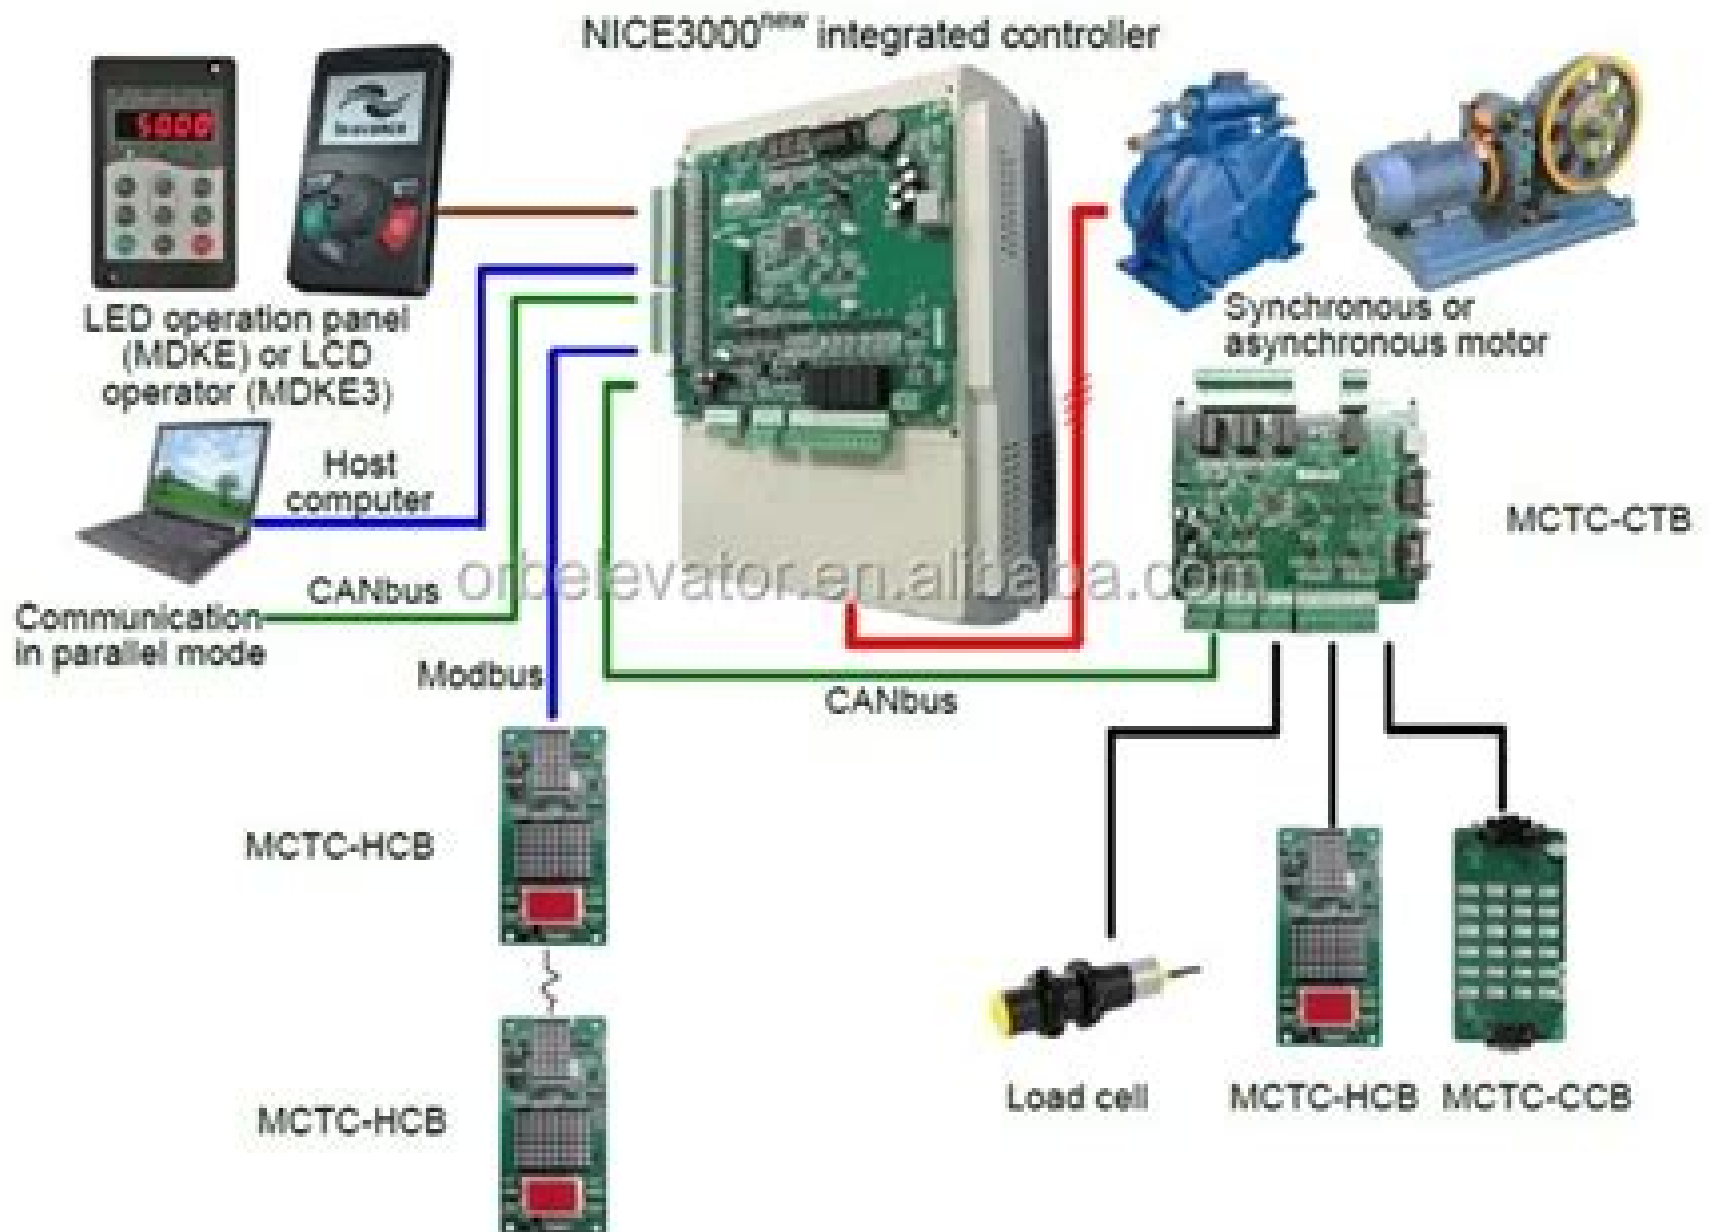 NICE3000new integrated controller
5000
LED operation panel
(MDKE) or LCD
operator (MDKE3)
Synchronous or
asynchronous motor
Host
computer
MCTC-CTB
orbelevator.en.alibaba.com
CANbus
Communication
in parallel mode
Modbus
CANbus
MCTC-HCB
Load cell
MCTC-HCB
MCTC-CCB
MCTC-HCB